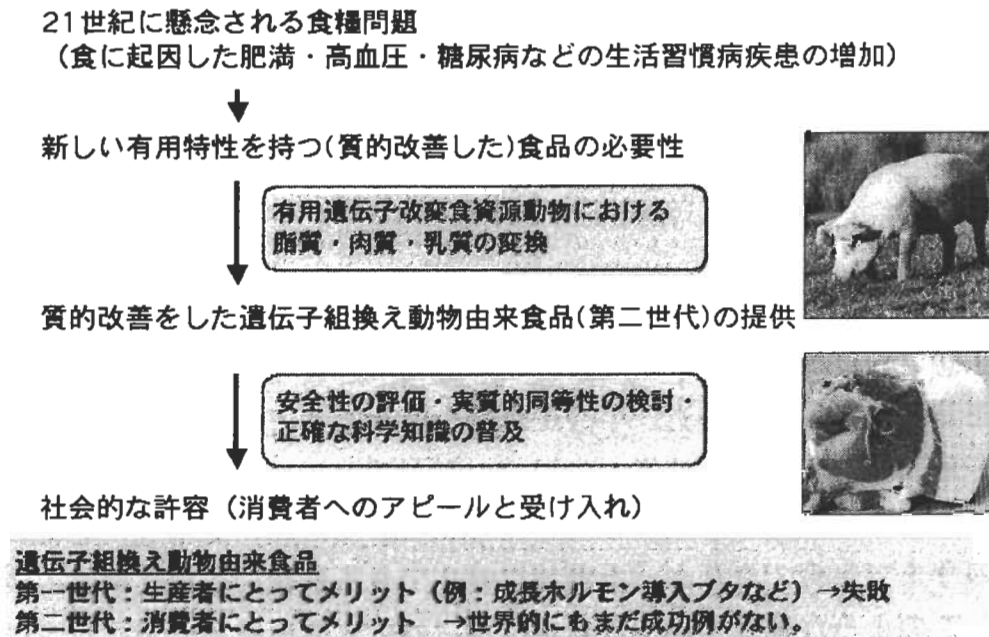 21世紀に懸念される食糧問題
（食に起因した肥満・高血圧・糖尿病などの生活習慣病疾患の増加）
新しい有用特性を持つ(質的改善した)食品の必要性
有用遺伝子改変食資源動物における
脂質・肉質・乳質の変換
質的改善をした遺伝子組換え動物由来食品(第二世代)の提供
安全性の評価・実質的同等性の検討・
正確な科学知識の普及
社会的な許容（消費者へのアピールと受け入れ）
遺伝子組換え動物由来食品
第一世代：生産者にとってメリット（例：成長ホルモン導入ブタなど）→失敗
第二世代：消費者にとってメリット　→世界的にもまだ成功例がない。